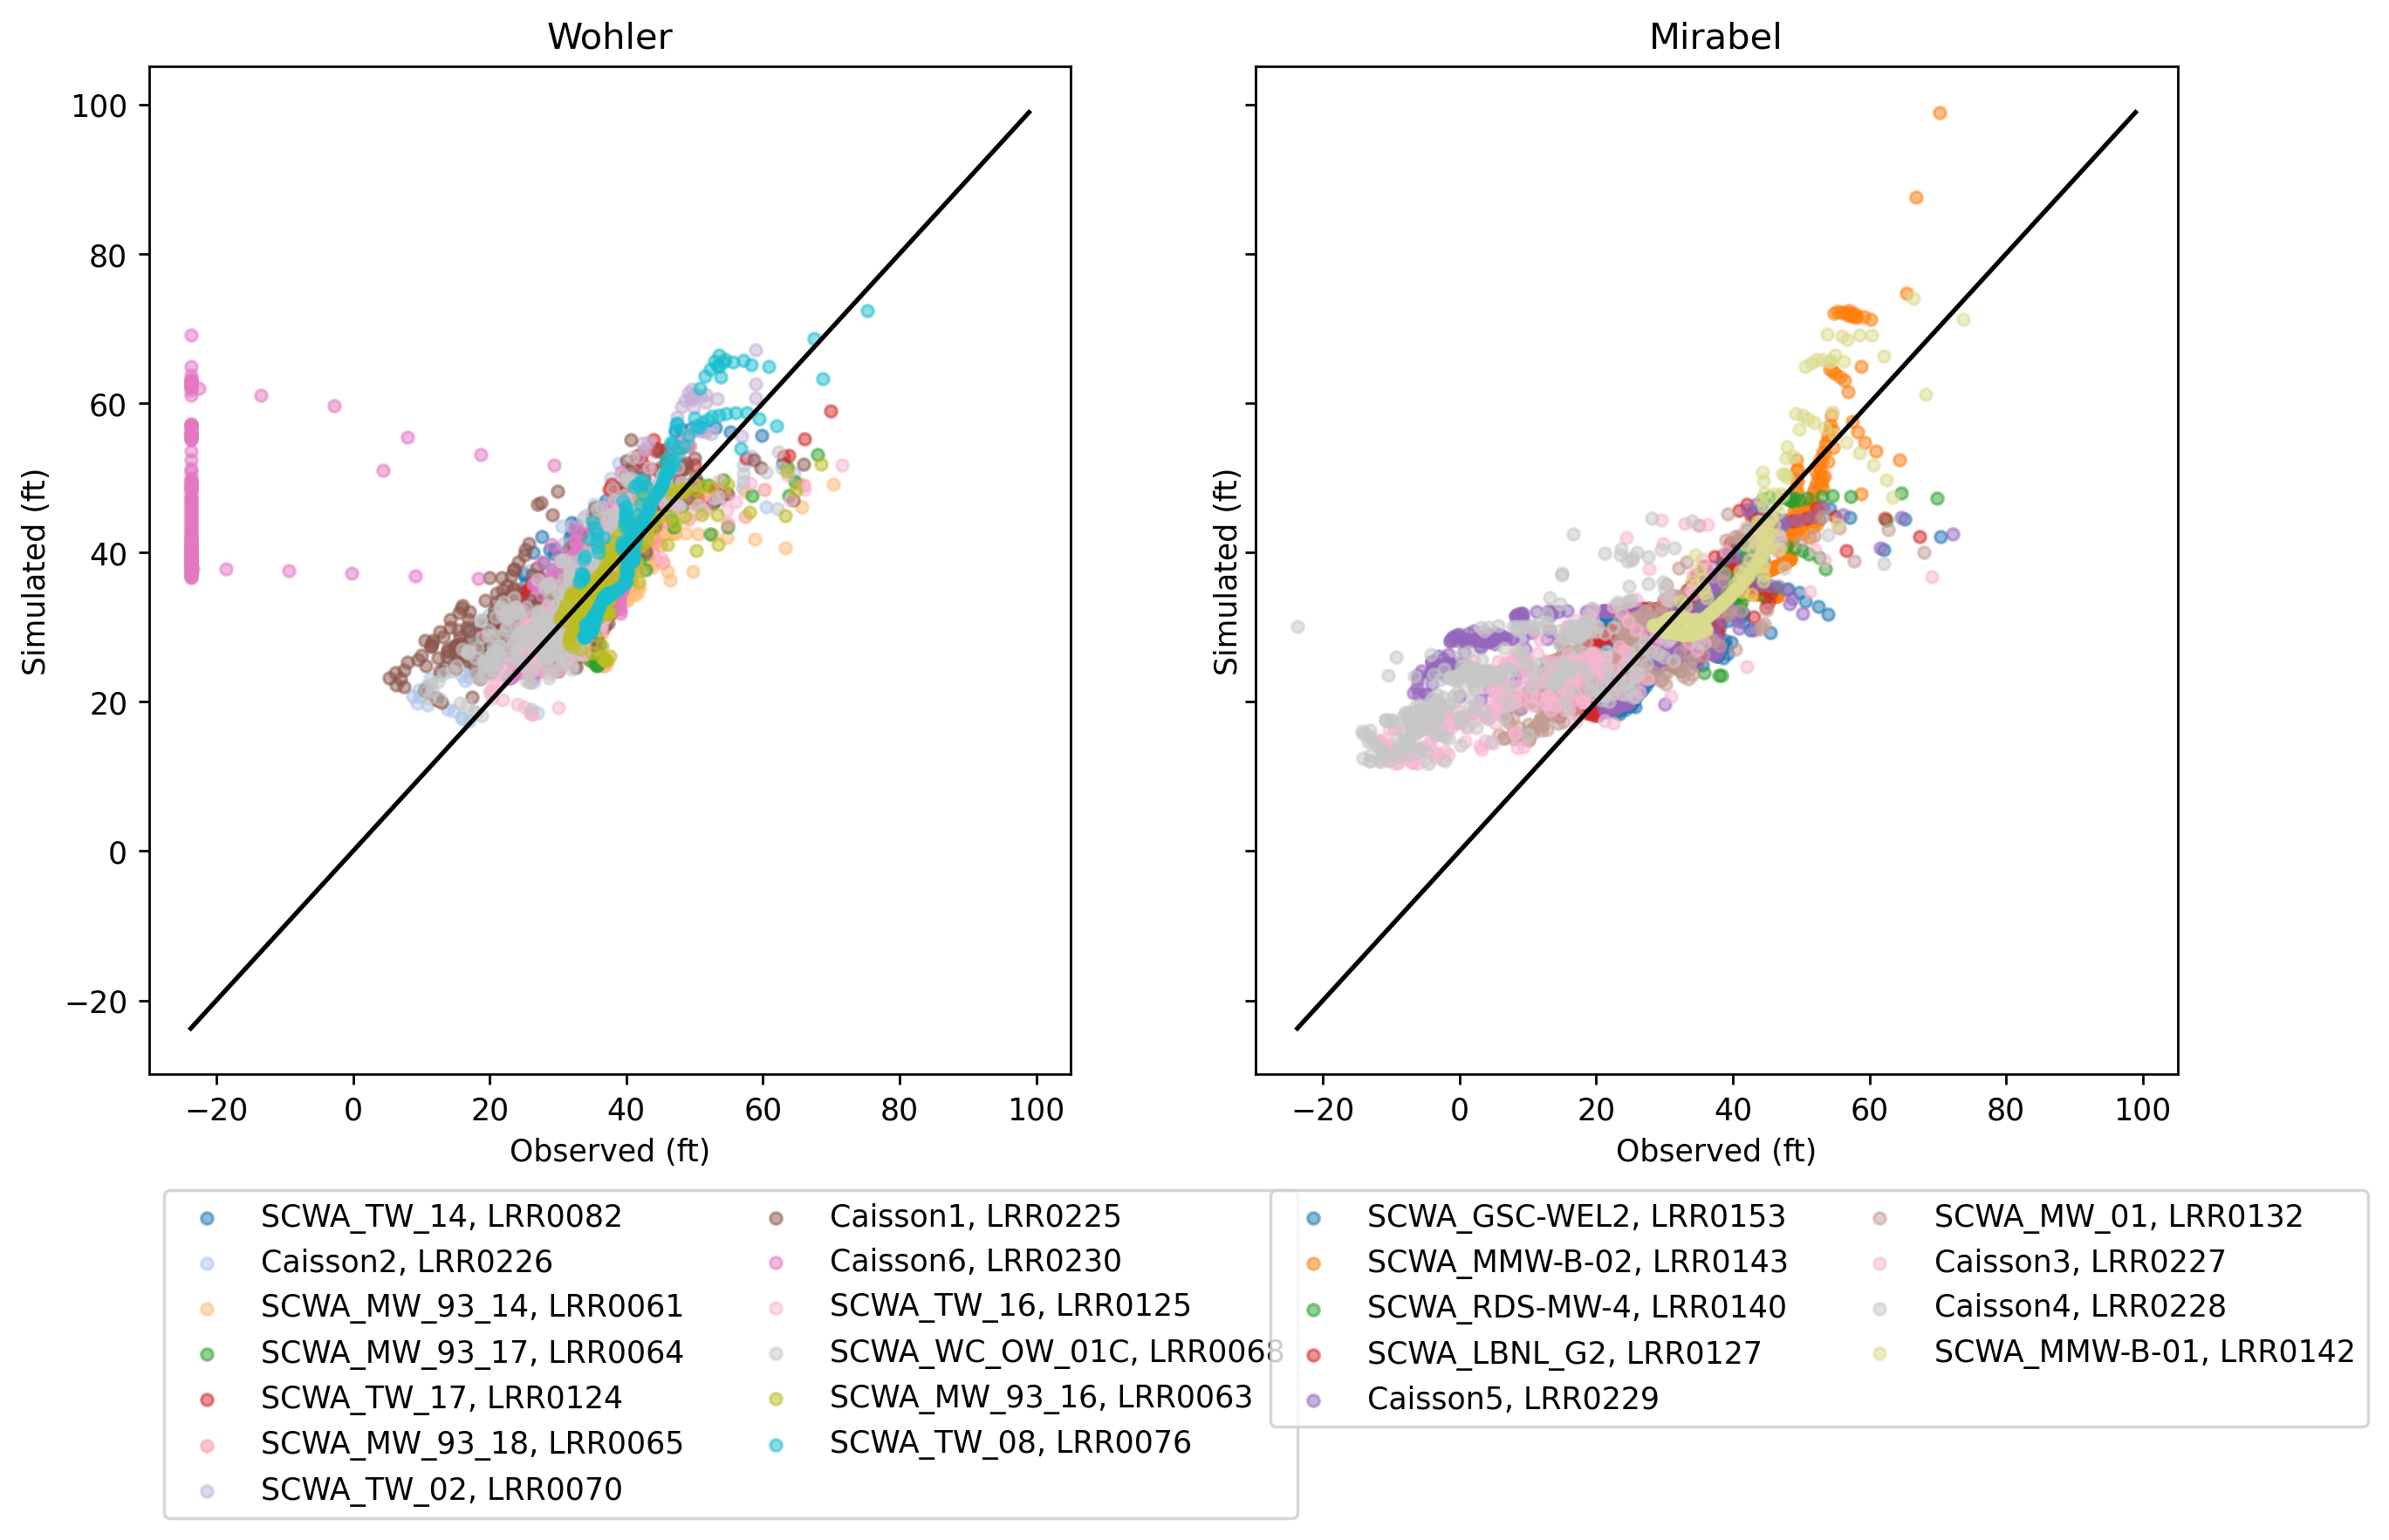 Wohler
Mirabel
100
80
60
40
20
0
−20
Simulated (ft)
Simulated (ft)
−20 0 20 40 60 80 100
−20 0 20 40 60 80 100
Observed (ft)
Observed (ft)
SCWA_TW_14, LRR0082
Caisson2, LRR0226
SCWA_MW_93_14, LRR0061
SCWA_MW_93_17, LRR0064
SCWA_TW_17, LRR0124
SCWA_MW_93_18, LRR0065
SCWA_TW_02, LRR0070
Caisson1, LRR0225
Caisson6, LRR0230
SCWA_TW_16, LRR0125
SCWA_WC_OW_01C, LRR0068
SCWA_MW_93_16, LRR0063
SCWA_TW_08, LRR0076
SCWA_GSC-WEL2, LRR0153
SCWA_MMW-B-02, LRR0143
SCWA_RDS-MW-4, LRR0140
SCWA_LBNL_G2, LRR0127
Caisson5, LRR0229
SCWA_MW_01, LRR0132
Caisson3, LRR0227
Caisson4, LRR0228
SCWA_MMW-B-01, LRR0142